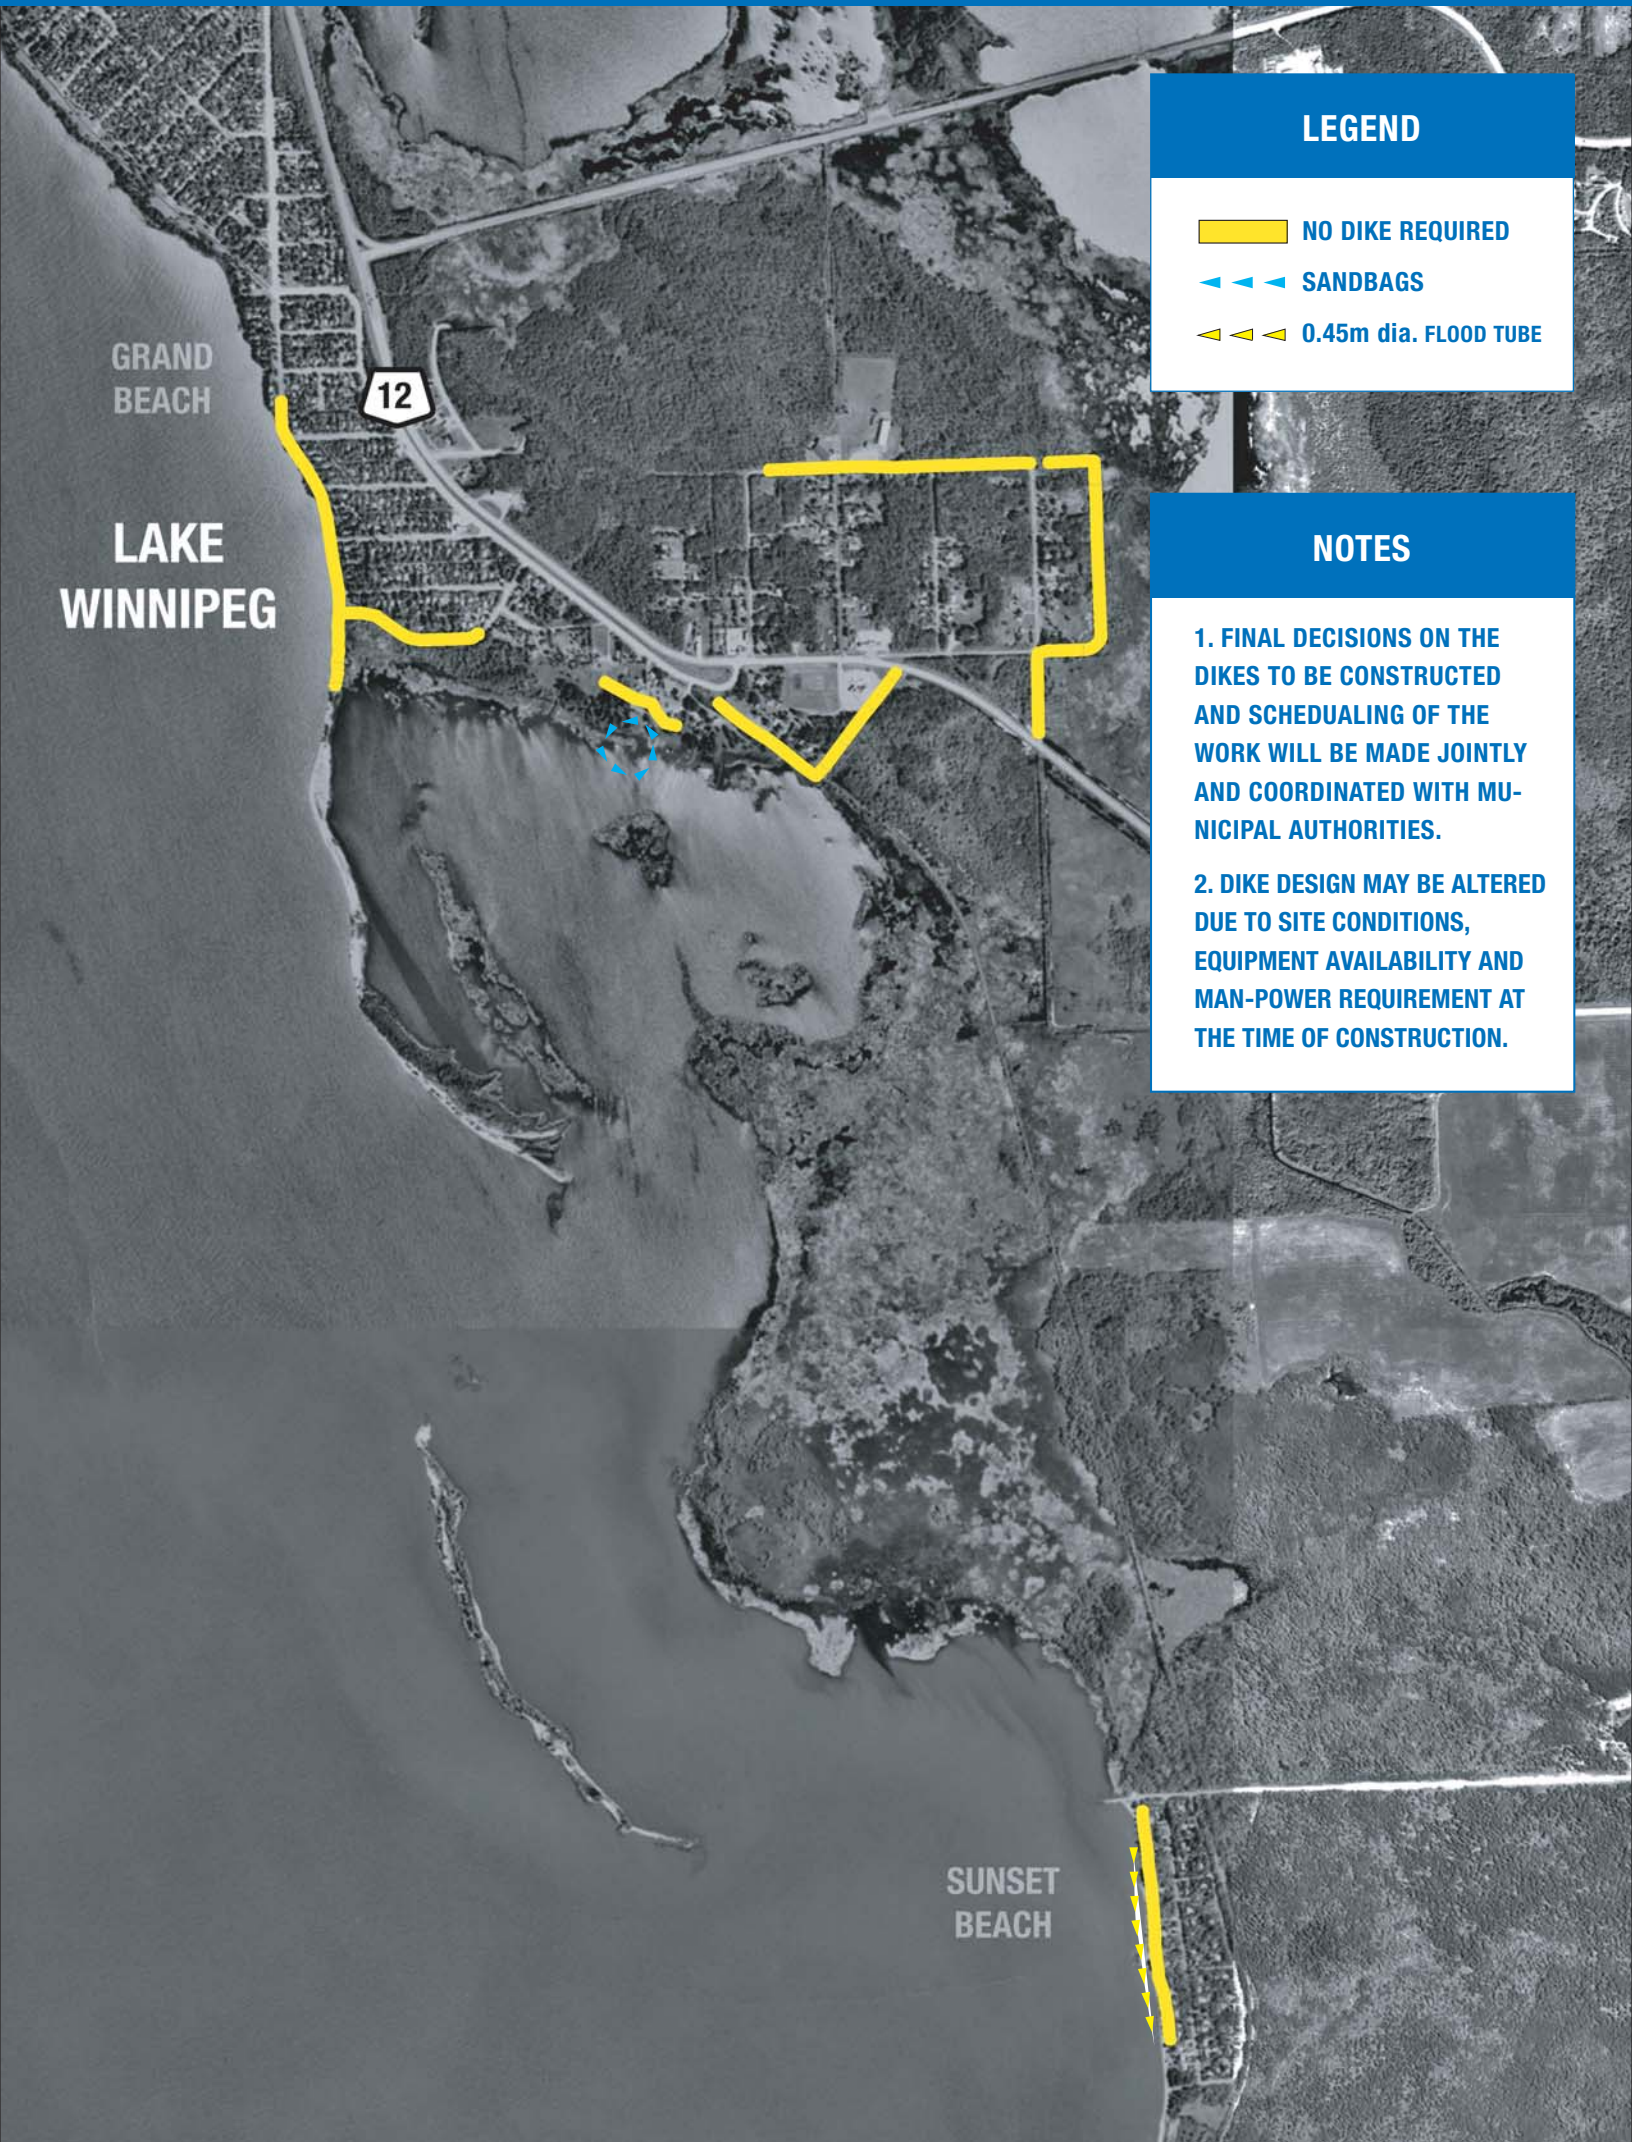 LEGEND
NO DIKE REQUIRED
SANDBAGS
0.45m dia. FLOOD TUBE
GRAND
BEACH
12
LAKE
WINNIPEG
NOTES
1. FINAL DECISIONS ON THE
DIKES TO BE CONSTRUCTED
AND SCHEDUALING OF THE
WORK WILL BE MADE JOINTLY
AND COORDINATED WITH MU-
NICIPAL AUTHORITIES.
2. DIKE DESIGN MAY BE ALTERED
DUE TO SITE CONDITIONS,
EQUIPMENT AVAILABILITY AND
MAN-POWER REQUIREMENT AT
THE TIME OF CONSTRUCTION.
SUNSET
BEACH